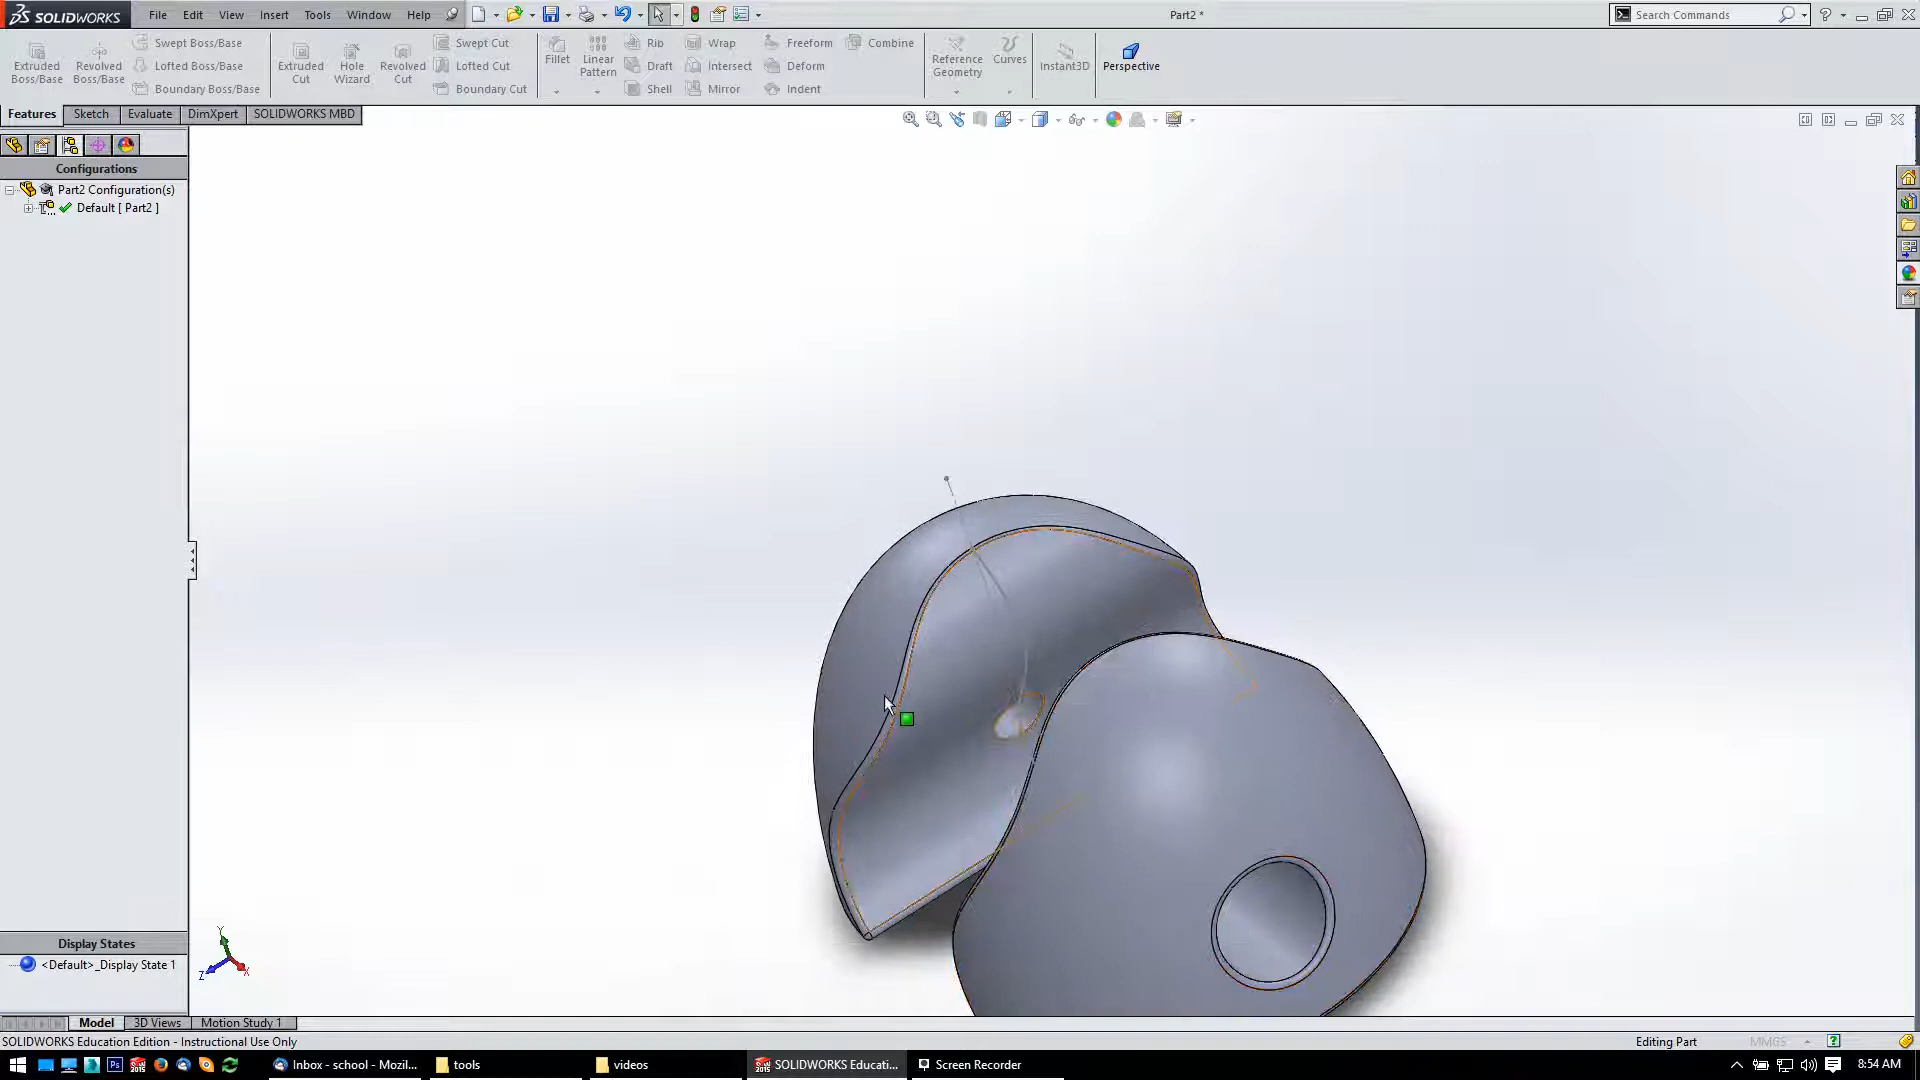 SOLIDWORKS File Edit View Insert Tools Window Help Part2 * Search Commands ?
Extruded Boss/Base
Revolved Boss/Base
Swept Boss/Base
Lofted Boss/Base
Boundary Boss/Base
Extruded Cut
Hole Wizard
Revolved Cut
Swept Cut
Lofted Cut
Boundary Cut
Fillet
Linear Pattern
Rib
Draft
Shell
Wrap
Intersect
Mirror
Freeform
Deform
Indent
Combine
Reference Geometry
Curves
Instant3D
Perspective
Features Sketch Evaluate DimXpert SOLIDWORKS MBD
Configurations
Part2 Configuration(s)
Default [ Part2 ]
Y
Z
X
Display States
<Default>_Display State 1
Model 3D Views Motion Study 1
SOLIDWORKS Education Edition - Instructional Use Only Editing Part MMGS ?
Inbox - school - Mozil... tools videos SOLIDWORKS Educati... Screen Recorder 8:54 AM